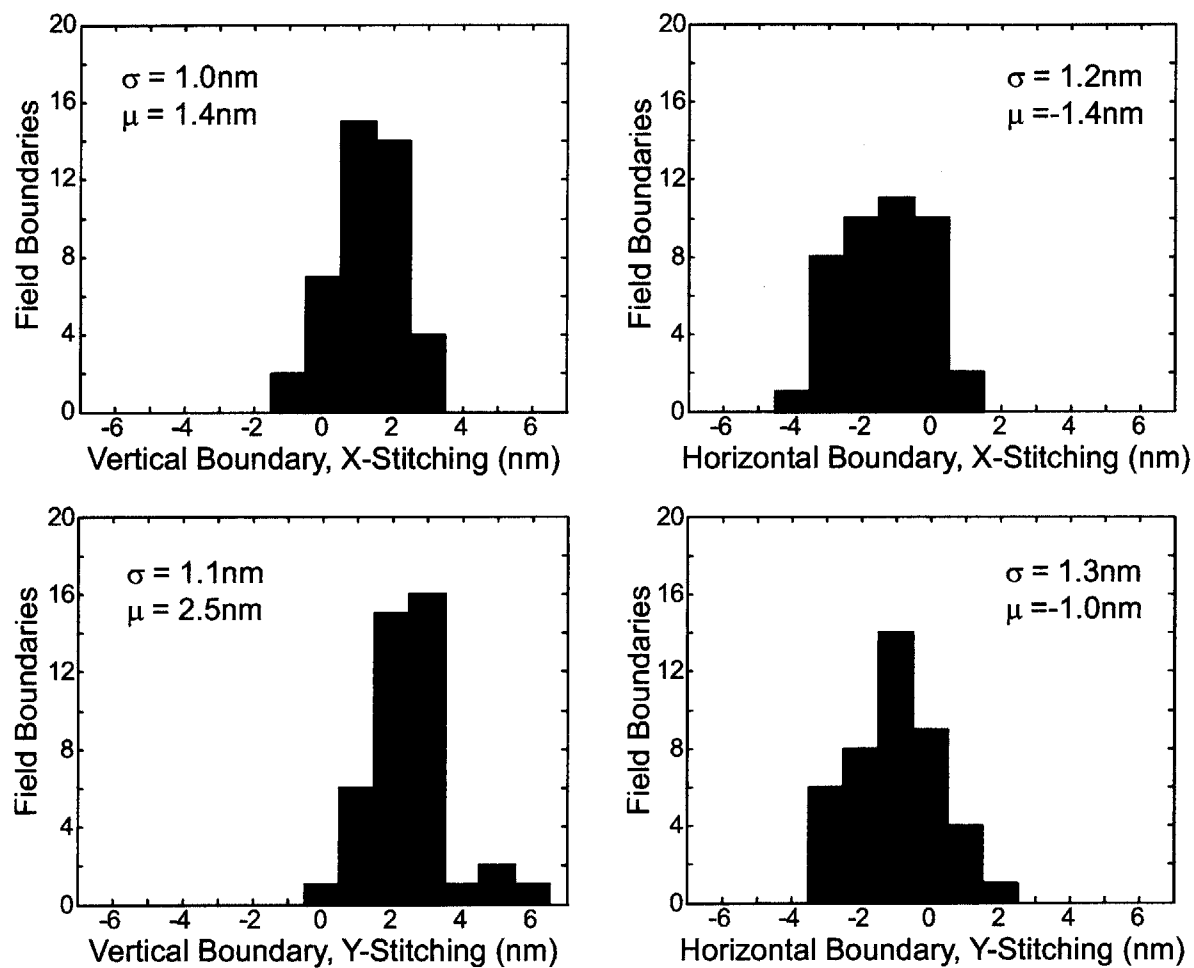 20
16
12
8
4
0
Field Boundaries
σ = 1.0nm
μ = 1.4nm
-6 -4 -2 0 2 4 6
Vertical Boundary, X-Stitching (nm)
20
16
12
8
4
0
Field Boundaries
σ = 1.2nm
μ =-1.4nm
-6 -4 -2 0 2 4 6
Horizontal Boundary, X-Stitching (nm)
20
16
12
8
4
0
Field Boundaries
σ = 1.1nm
μ = 2.5nm
-6 -4 -2 0 2 4 6
Vertical Boundary, Y-Stitching (nm)
20
16
12
8
4
0
Field Boundaries
σ = 1.3nm
μ =-1.0nm
-6 -4 -2 0 2 4 6
Horizontal Boundary, Y-Stitching (nm)